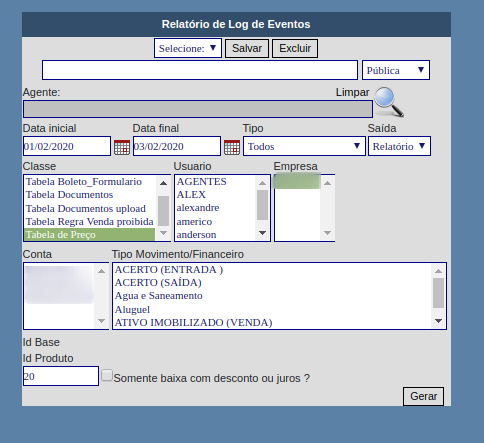 Relatório de Log de Eventos
Selecione: Salvar Excluir
Pública
Agente: Limpar
Data inicial Data final Tipo Saída
01/02/2020 03/02/2020 Todos Relatório
Classe Usuario Empresa
Tabela Boleto_Formulario AGENTES
Tabela Documentos ALEX
Tabela Documentos upload alexandre
Tabela Regra Venda proibida americo
Tabela de Preço anderson
Conta Tipo Movimento/Financeiro
ACERTO (ENTRADA )
ACERTO (SAÍDA)
Agua e Saneamento
Aluguel
ATIVO IMOBILIZADO (VENDA)
Id Base
Id Produto
20 Somente baixa com desconto ou juros ?
Gerar